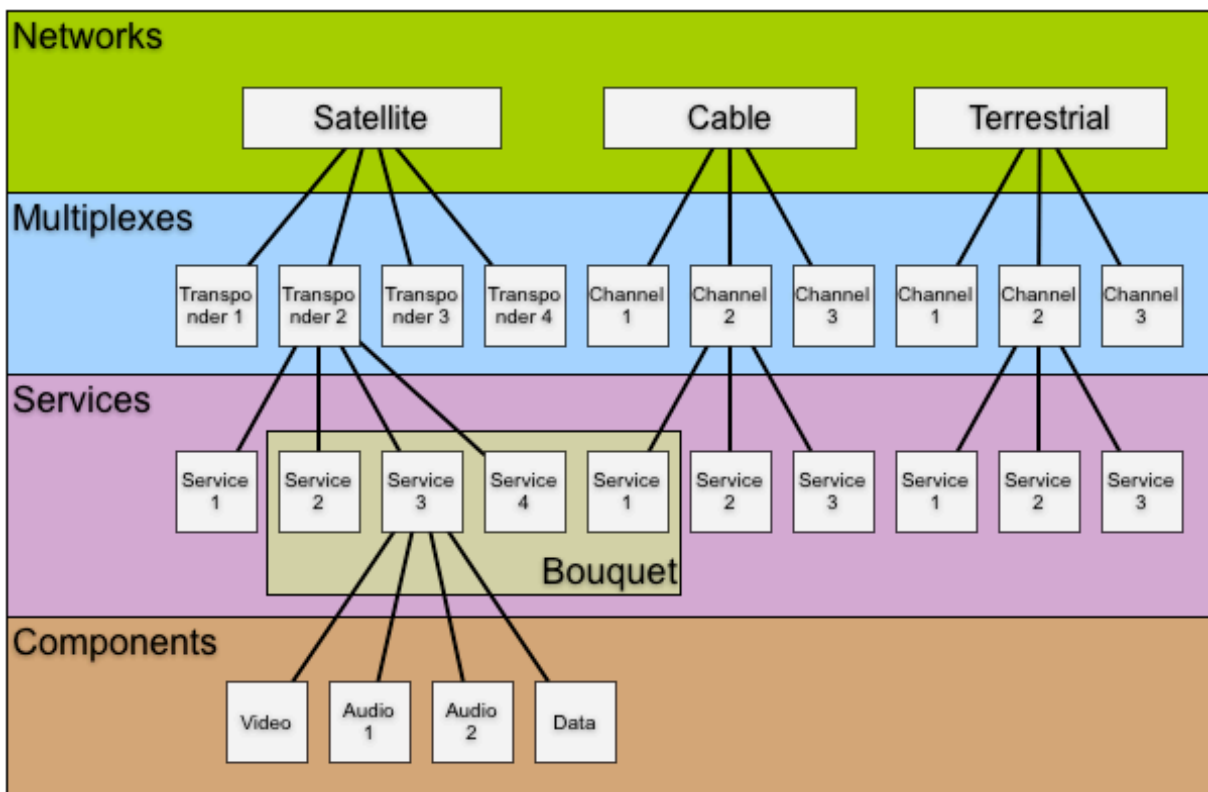 Networks
Satellite
Cable
Terrestrial
Multiplexes
Transpo
nder 1
Transpo
nder 2
Transpo
nder 3
Transpo
nder 4
Channel
1
Channel
2
Channel
3
Channel
1
Channel
2
Channel
3
Services
Service
1
Service
2
Service
3
Service
4
Service
1
Service
2
Service
3
Service
1
Service
2
Service
3
Bouquet
Components
Video
Audio
1
Audio
2
Data